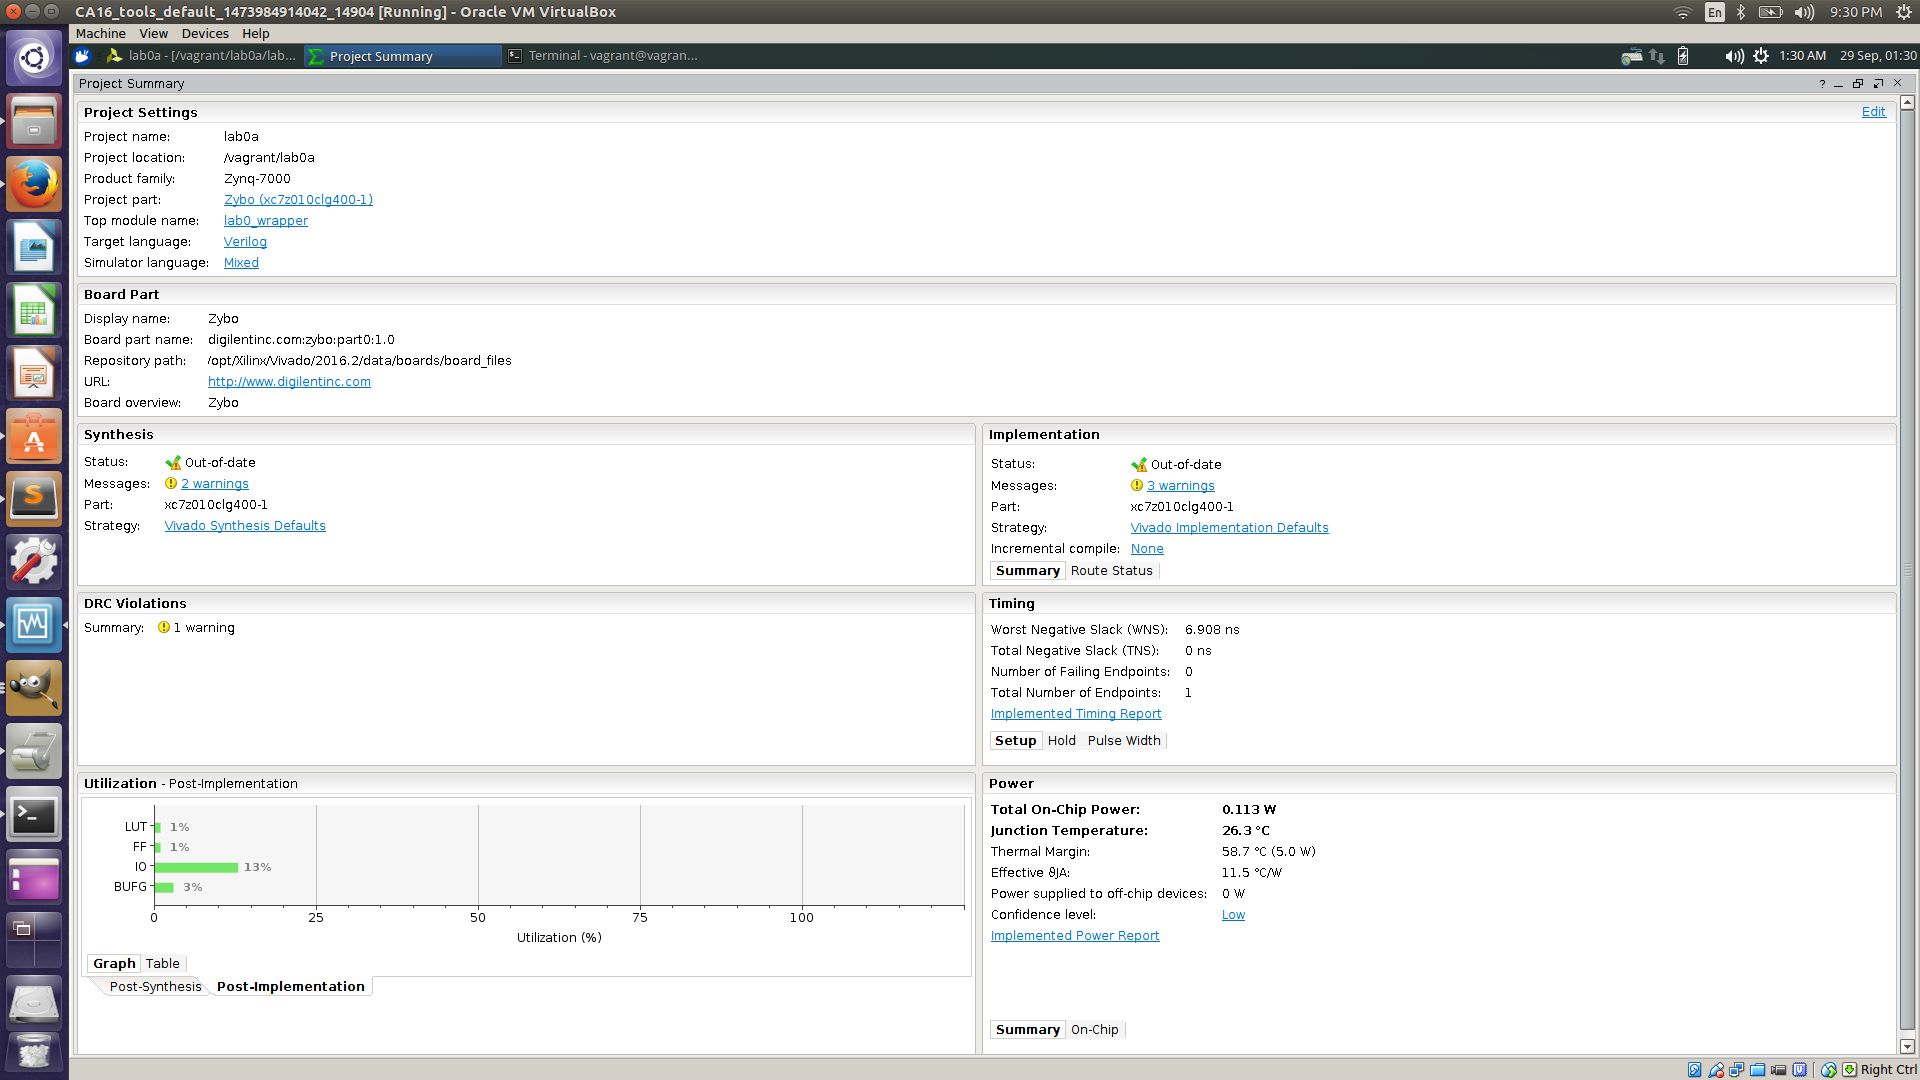 CA16_tools_default_1473984914042_14904 [Running] - Oracle VM VirtualBox
En
9:30 PM
Machine View Devices Help
lab0a - [/vagrant/lab0a/lab... Project Summary Terminal - vagrant@vagran...
1:30 AM 29 Sep, 01:30
Project Summary
Project Settings
Edit
Project name: lab0a
Project location: /vagrant/lab0a
Product family: Zynq-7000
Project part: Zybo (xc7z010clg400-1)
Top module name: lab0_wrapper
Target language: Verilog
Simulator language: Mixed
Board Part
Display name: Zybo
Board part name: digilentinc.com:zybo:part0:1.0
Repository path: /opt/Xilinx/Vivado/2016.2/data/boards/board_files
URL: http://www.digilentinc.com
Board overview: Zybo
Synthesis
Status: Out-of-date
Messages: 2 warnings
Part: xc7z010clg400-1
Strategy: Vivado Synthesis Defaults
Implementation
Status: Out-of-date
Messages: 3 warnings
Part: xc7z010clg400-1
Strategy: Vivado Implementation Defaults
Incremental compile: None
Summary Route Status
DRC Violations
Summary: 1 warning
Timing
Worst Negative Slack (WNS): 6.908 ns
Total Negative Slack (TNS): 0 ns
Number of Failing Endpoints: 0
Total Number of Endpoints: 1
Implemented Timing Report
Setup Hold Pulse Width
Utilization - Post-Implementation
LUT 1%
FF 1%
IO 13%
BUFG 3%
0 25 50 75 100
Utilization (%)
Graph Table
Post-Synthesis Post-Implementation
Power
Total On-Chip Power: 0.113 W
Junction Temperature: 26.3 °C
Thermal Margin: 58.7 °C (5.0 W)
Effective ϑJA: 11.5 °C/W
Power supplied to off-chip devices: 0 W
Confidence level: Low
Implemented Power Report
Summary On-Chip
Right Ctrl